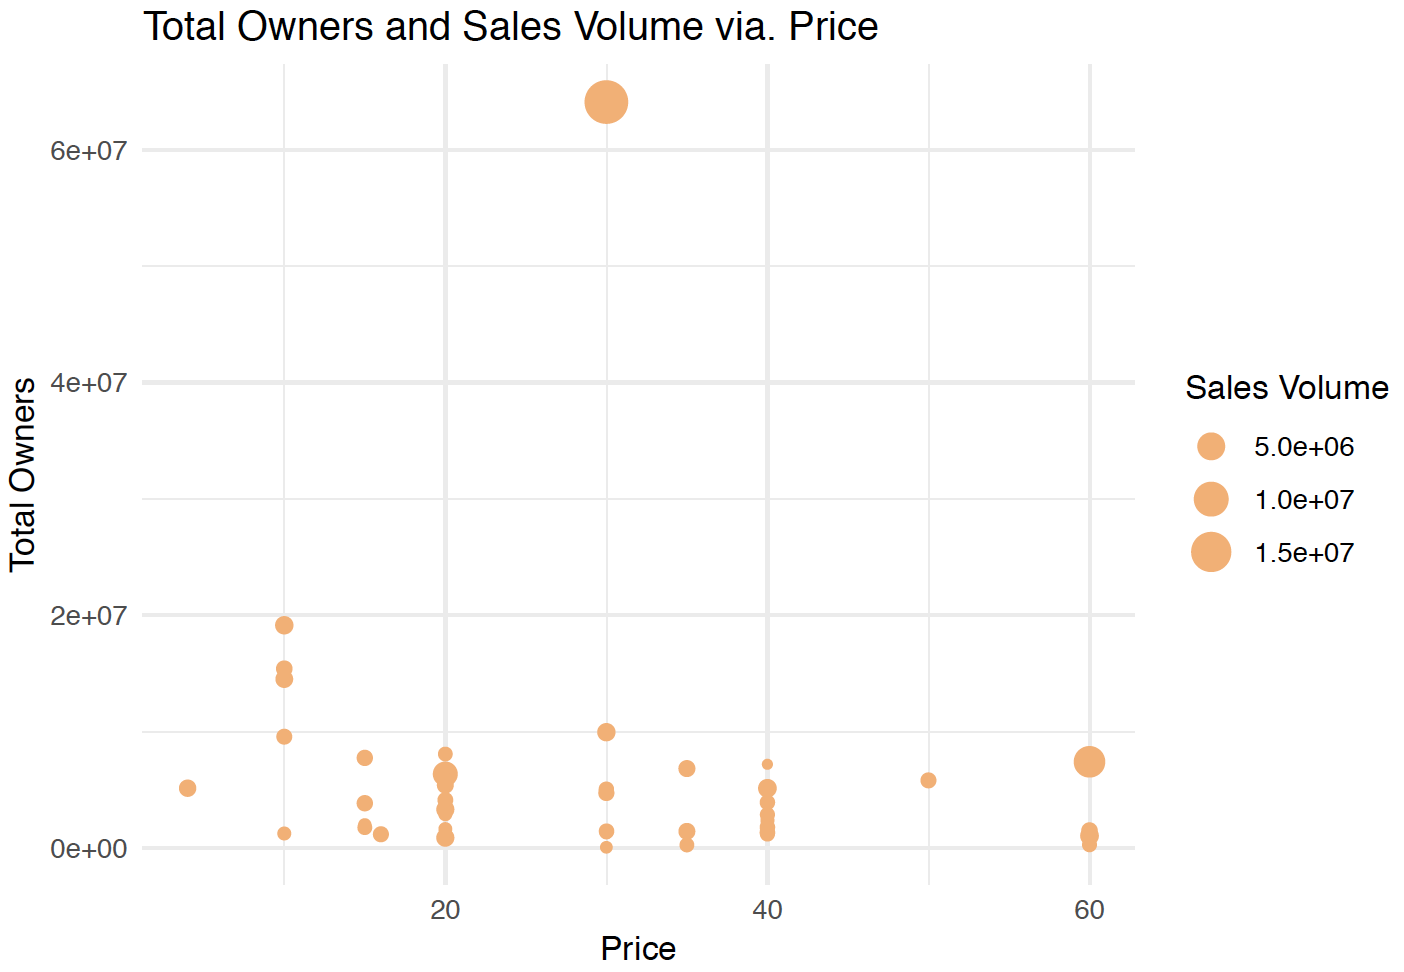 Total Owners and Sales Volume via. Price
6e+07
4e+07
2e+07
0e+00
Total Owners
20
40
60
Price
Sales Volume
5.0e+06
1.0e+07
1.5e+07